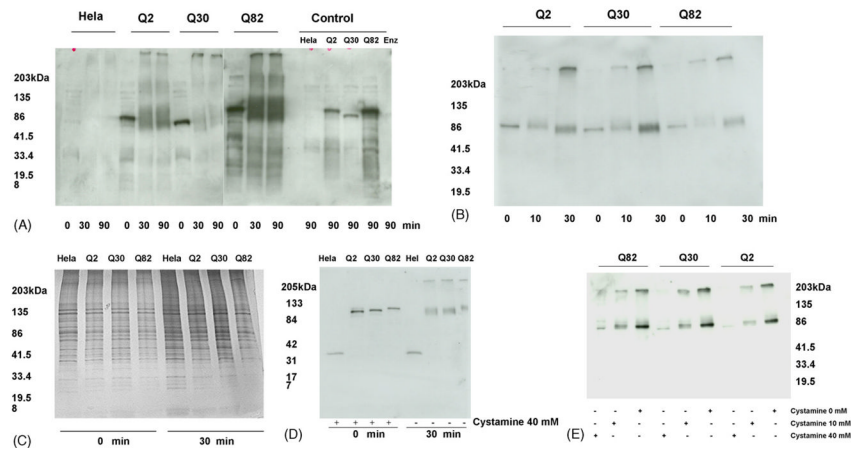 Hela Q2 Q30 Q82 Control
Hela Q2 Q30 Q82 Enz
203kDa
135
86
41.5
33.4
19.5
8
(A)
0 30 90 0 30 90 0 30 90 0 30 90 90 90 90 90 90 min
Q2 Q30 Q82
203kDa
135
86
41.5
33.4
19.5
(B)
0 10 30 0 10 30 0 10 30 min
Hela Q2 Q30 Q82 Hela Q2 Q30 Q82
203kDa
135
86
41.5
33.4
19.5
8
(C)
0 min 30 min
Hela Q2 Q30 Q82 Hel Q2 Q30 Q82
205kDa
133
84
42
31
17
7
+ + + + - - - - Cystamine 40 mM
(D)
0 min 30 min
Q82 Q30 Q2
203kDa
135
86
41.5
33.4
19.5
- - + - - + - - + Cystamine 0 mM
- + - - + - - + - Cystamine 10 mM
+ - - + - - + - - Cystamine 40 mM
(E)